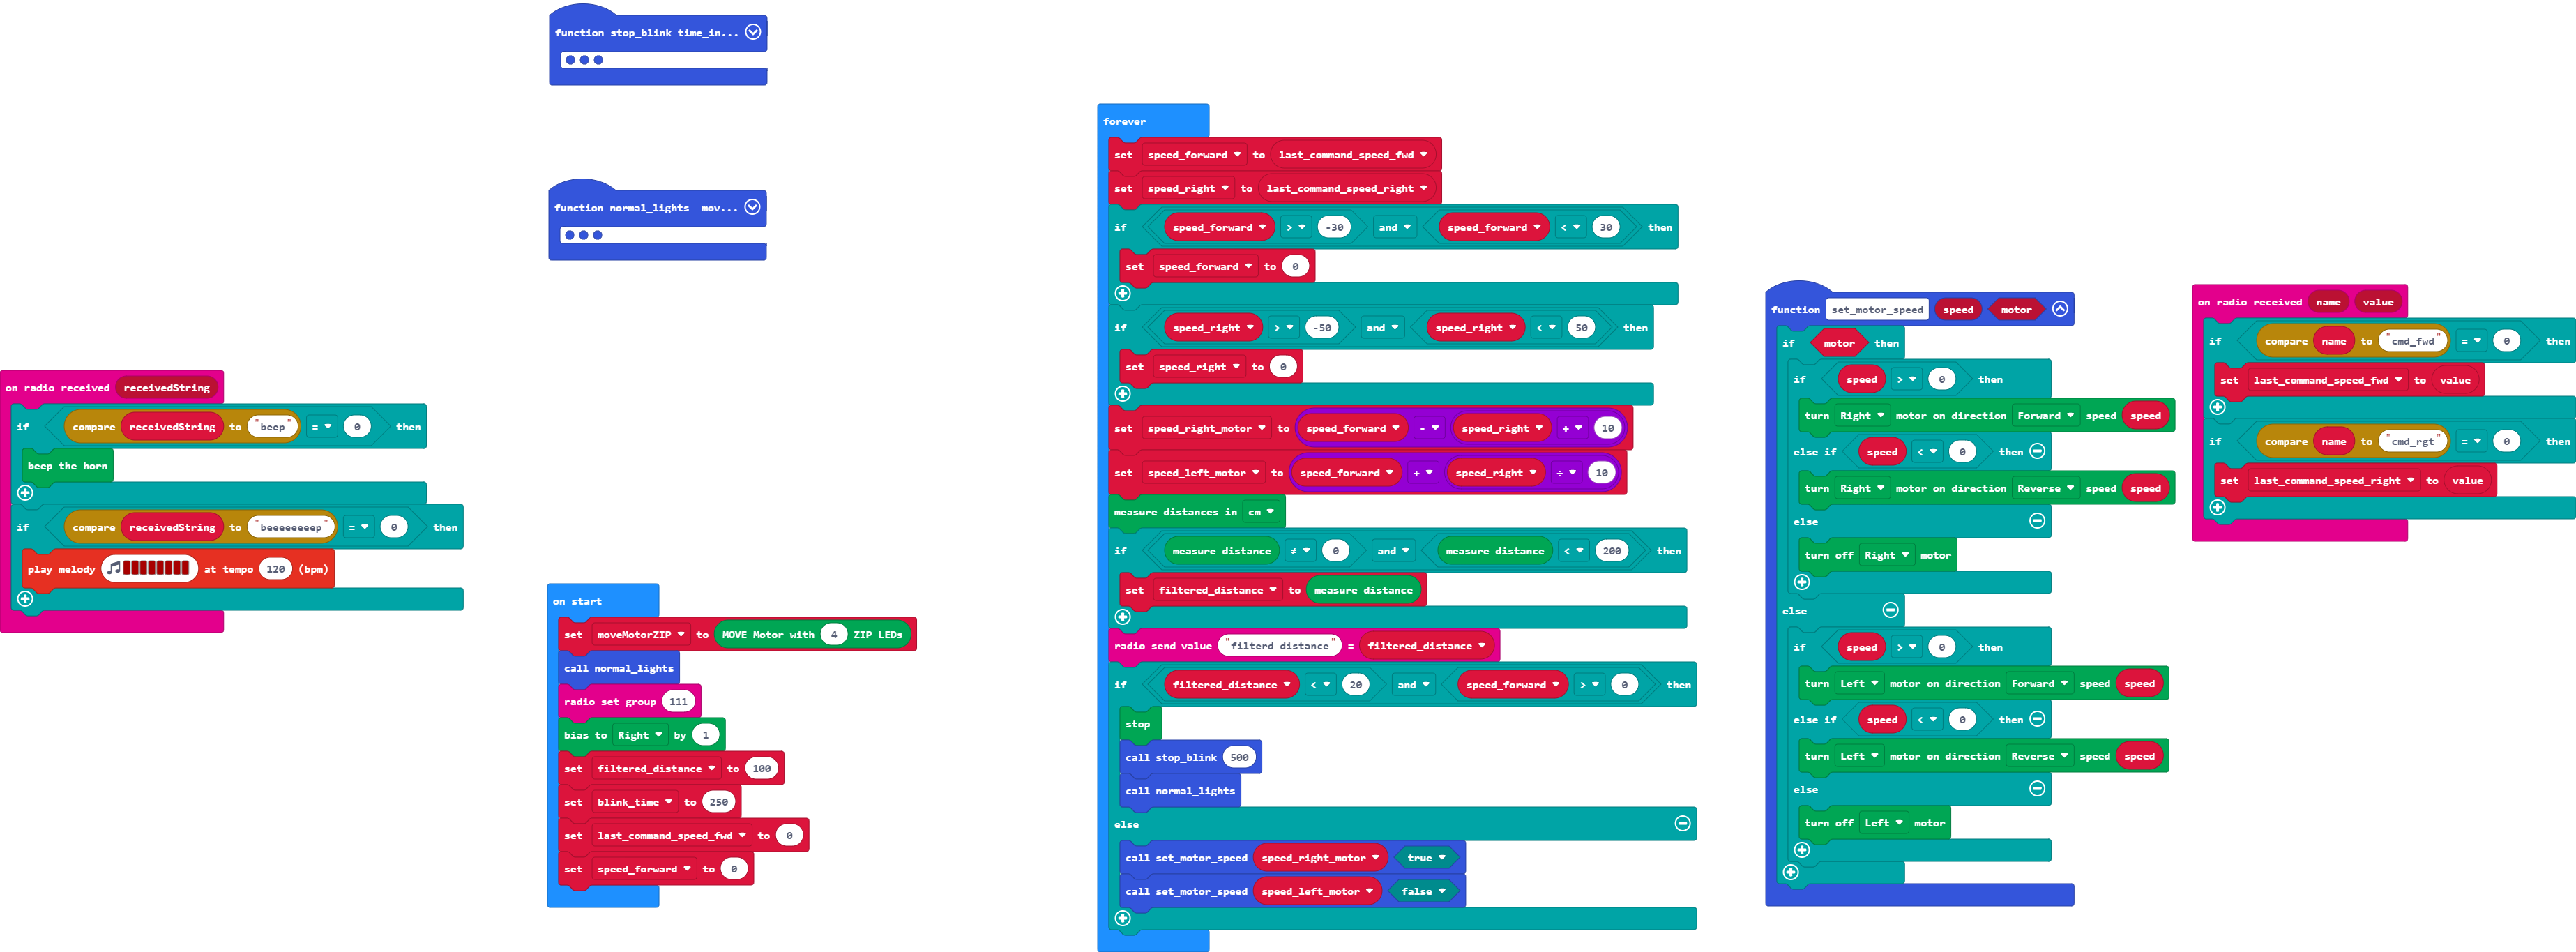 function stop_blink time_in...
function normal_lights mov...
on radio received receivedString
if compare receivedString to "beep" = 0 then
beep the horn
if compare receivedString to "beeeeeeeep" = 0 then
play melody at tempo 120 (bpm)
on start
set moveMotorZIP to MOVE Motor with 4 ZIP LEDs
call normal_lights
radio set group 111
bias to Right by 1
set filtered_distance to 100
set blink_time to 250
set last_command_speed_fwd to 0
set speed_forward to 0
forever
set speed_forward to last_command_speed_fwd
set speed_right to last_command_speed_right
if speed_forward > -30 and speed_forward < 30 then
set speed_forward to 0
if speed_right > -50 and speed_right < 50 then
set speed_right to 0
set speed_right_motor to speed_forward - speed_right ÷ 10
set speed_left_motor to speed_forward + speed_right ÷ 10
measure distances in cm
if measure distance ≠ 0 and measure distance < 200 then
set filtered_distance to measure distance
radio send value "filterd distance" = filtered_distance
if filtered_distance < 20 and speed_forward > 0 then
stop
call stop_blink 500
call normal_lights
else
call set_motor_speed speed_right_motor true
call set_motor_speed speed_left_motor false
function set_motor_speed speed motor
if motor then
if speed > 0 then
turn Right motor on direction Forward speed speed
else if speed < 0 then
turn Right motor on direction Reverse speed speed
else
turn off Right motor
else
if speed > 0 then
turn Left motor on direction Forward speed speed
else if speed < 0 then
turn Left motor on direction Reverse speed speed
else
turn off Left motor
on radio received name value
if compare name to "cmd_fwd" = 0 then
set last_command_speed_fwd to value
if compare name to "cmd_rgt" = 0 then
set last_command_speed_right to value